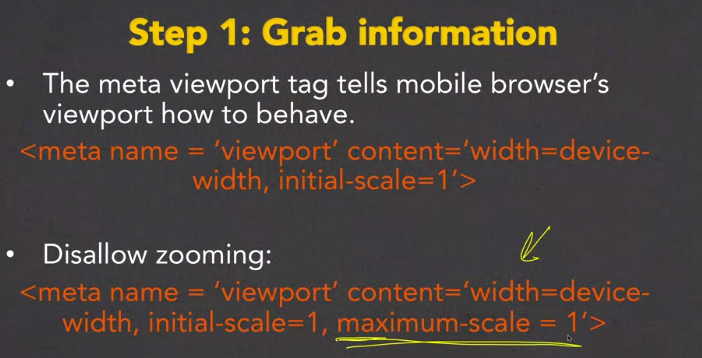 Step 1: Grab information
• The meta viewport tag tells mobile browser's
viewport how to behave.
<meta name = 'viewport' content='width=device-
width, initial-scale=1'>
• Disallow zooming:
<meta name = 'viewport' content='width=device-
width, initial-scale=1, maximum-scale = 1'>